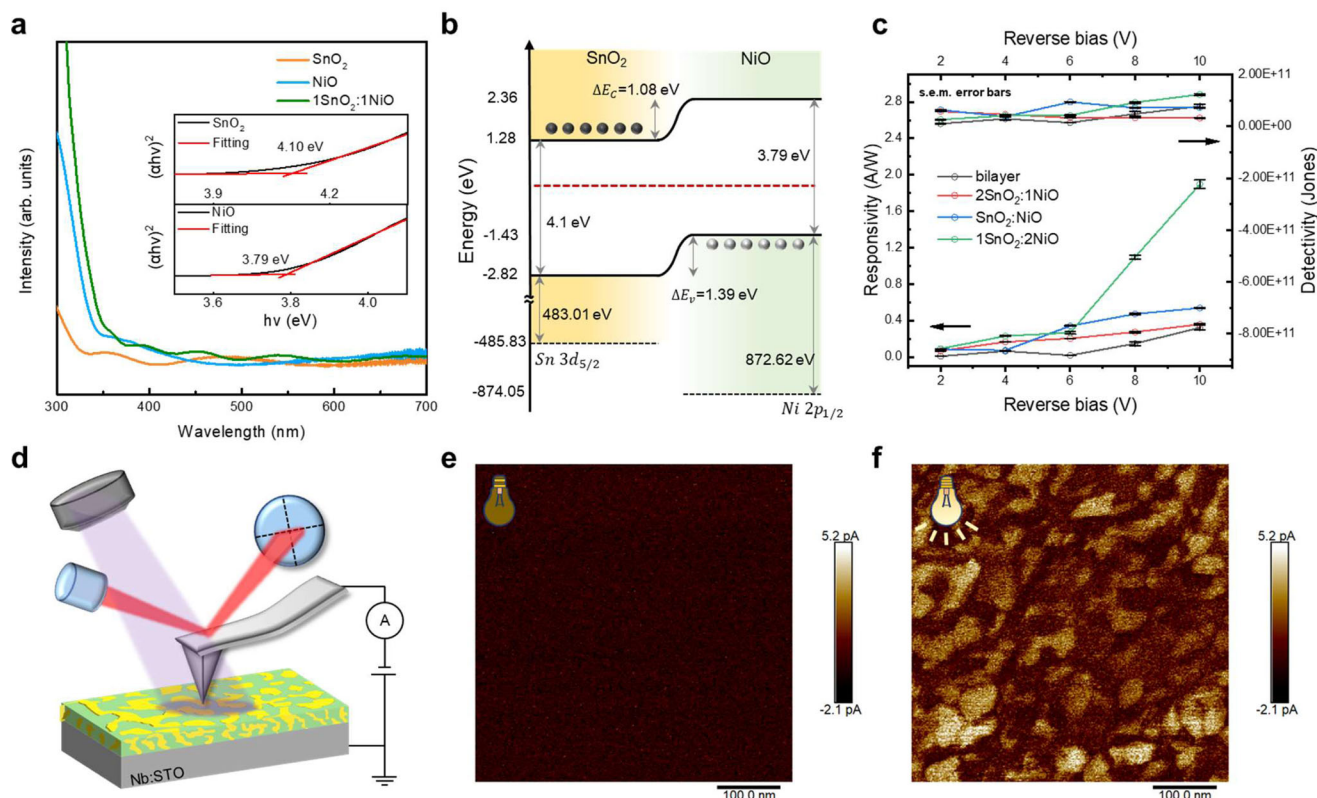 a
SnO2
NiO
1SnO2:1NiO
SnO2
Fitting
4.10 eV
(αhv)2
3.9
4.2
NiO
Fitting
3.79 eV
(αhv)2
3.6
3.8
4.0
hv (eV)
Intensity (arb. units)
300
400
500
600
700
Wavelength (nm)
b
SnO2
NiO
ΔEC=1.08 eV
2.36
1.28
3.79 eV
4.1 eV
Energy (eV)
-1.43
-2.82
ΔEv=1.39 eV
483.01 eV
-485.83
Sn 3d5/2
872.62 eV
-874.05
Ni 2p1/2
c
Reverse bias (V)
2
4
6
8
10
s.e.m. error bars
2.8
2.4
2.0
1.6
1.2
0.8
0.4
0.0
Responsivity (A/W)
bilayer
2SnO2:1NiO
SnO2:NiO
1SnO2:2NiO
2.00E+11
0.00E+00
-2.00E+11
-4.00E+11
-6.00E+11
-8.00E+11
Detectivity (Jones)
2
4
6
8
10
Reverse bias (V)
d
A
Nb:STO
e
5.2 pA
-2.1 pA
100.0 nm
f
5.2 pA
-2.1 pA
100.0 nm